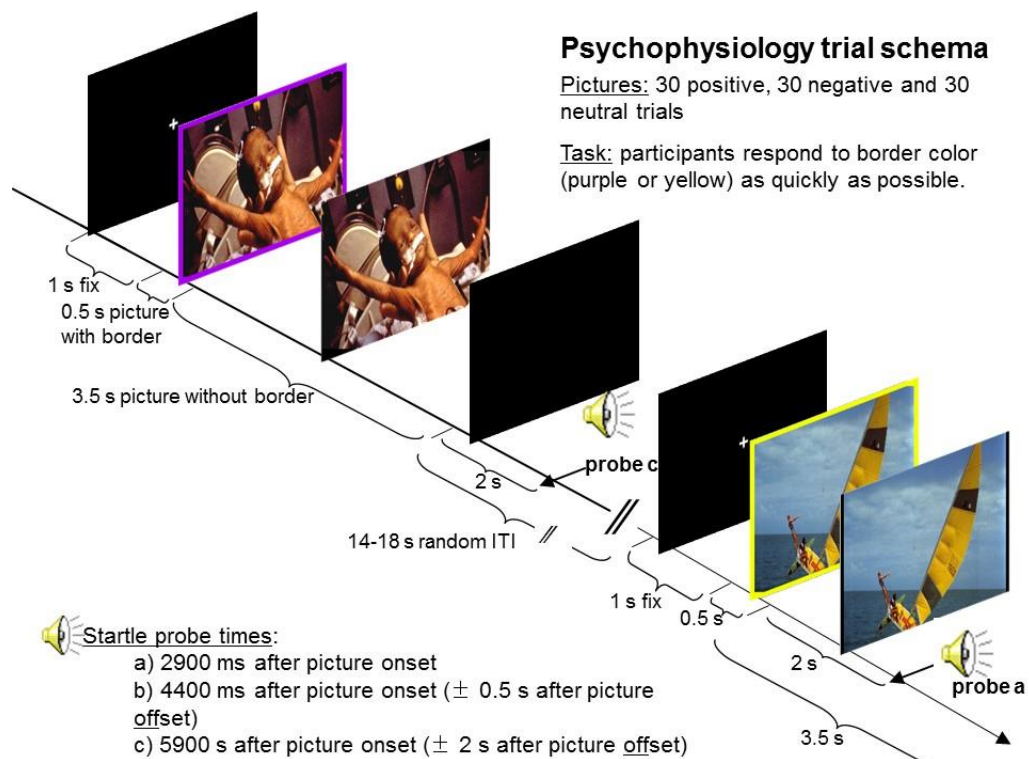 Psychophysiology trial schema
Pictures: 30 positive, 30 negative and 30
neutral trials
Task: participants respond to border color
(purple or yellow) as quickly as possible.
1 s fix
0.5 s picture
with border
3.5 s picture without border
probe c
2 s
14-18 s random ITI
1 s fix
0.5 s
2 s
probe a
3.5 s
Startle probe times:
a) 2900 ms after picture onset
b) 4400 ms after picture onset (± 0.5 s after picture
offset)
c) 5900 s after picture onset (± 2 s after picture offset)